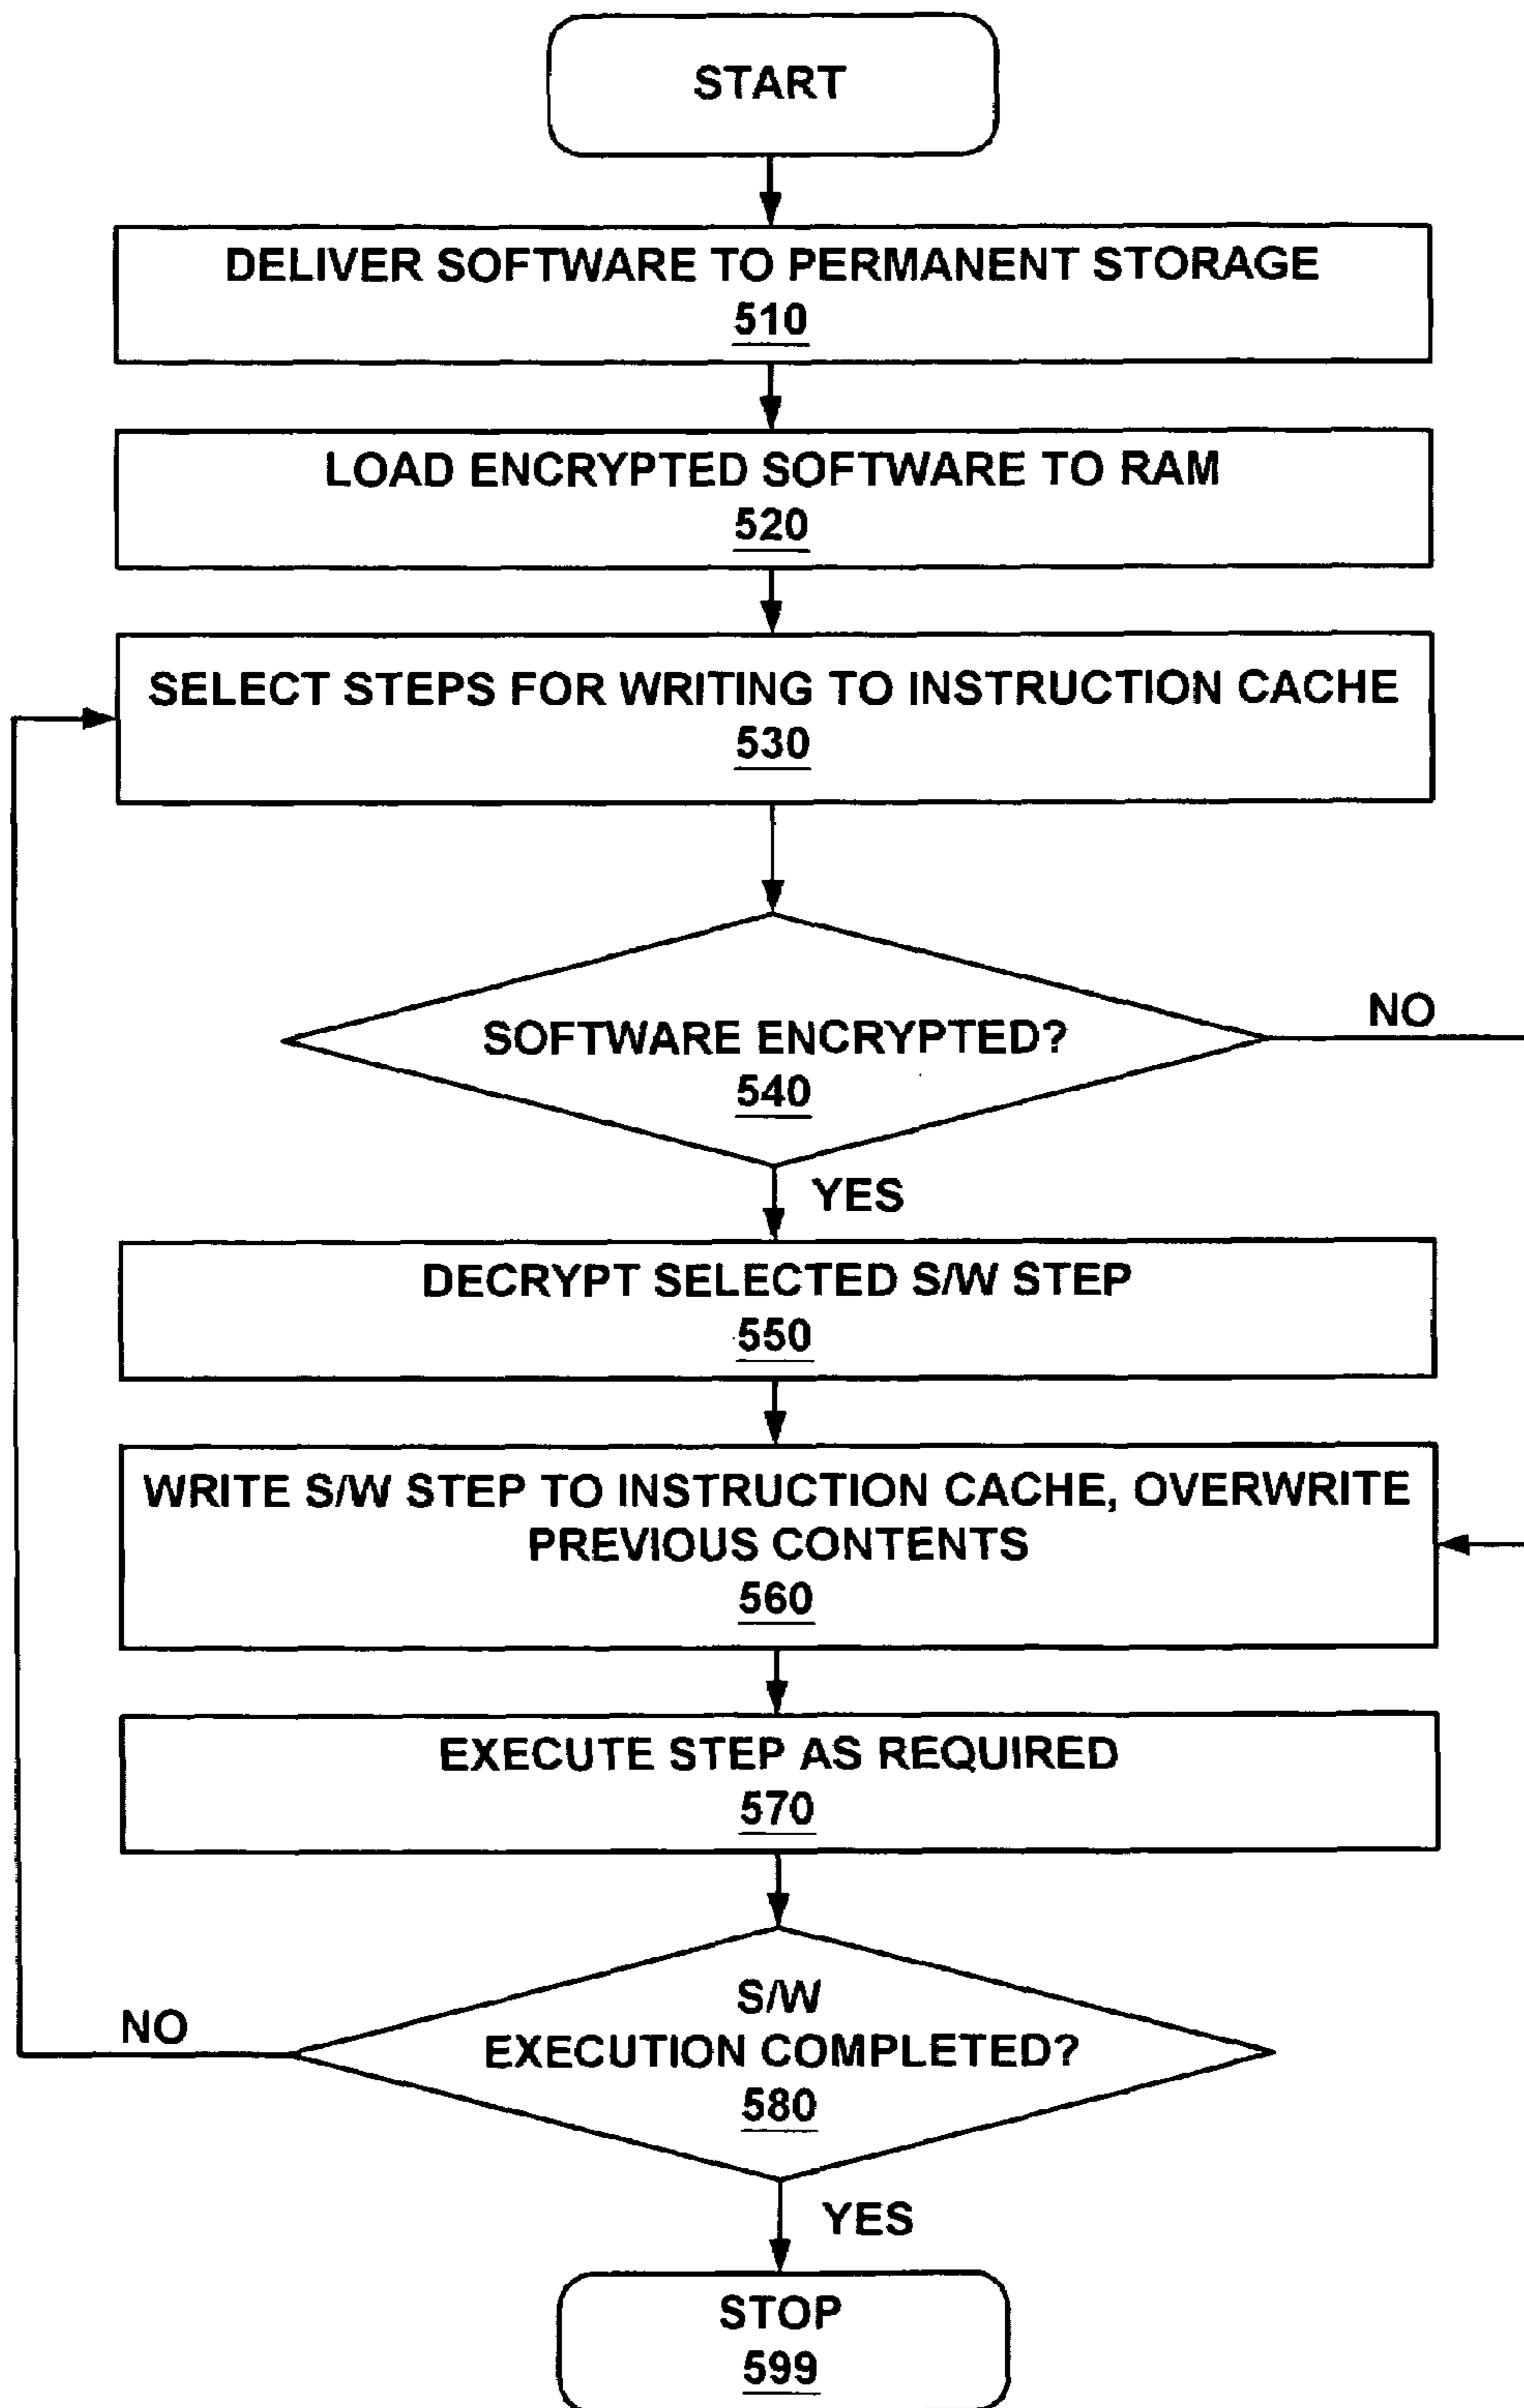 START
DELIVER SOFTWARE TO PERMANENT STORAGE
510
LOAD ENCRYPTED SOFTWARE TO RAM
520
SELECT STEPS FOR WRITING TO INSTRUCTION CACHE
530
SOFTWARE ENCRYPTED?
540
NO
YES
DECRYPT SELECTED S/W STEP
550
WRITE S/W STEP TO INSTRUCTION CACHE, OVERWRITE
PREVIOUS CONTENTS
560
EXECUTE STEP AS REQUIRED
570
S/W
EXECUTION COMPLETED?
580
NO
YES
STOP
599